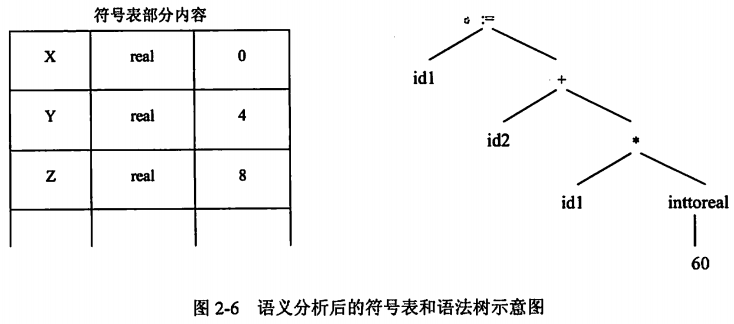 符号表部分内容
X real 0
Y real 4
Z real 8
:=
id1
+
id2
*
id1 inttoreal
60
图 2-6 语义分析后的符号表和语法树示意图